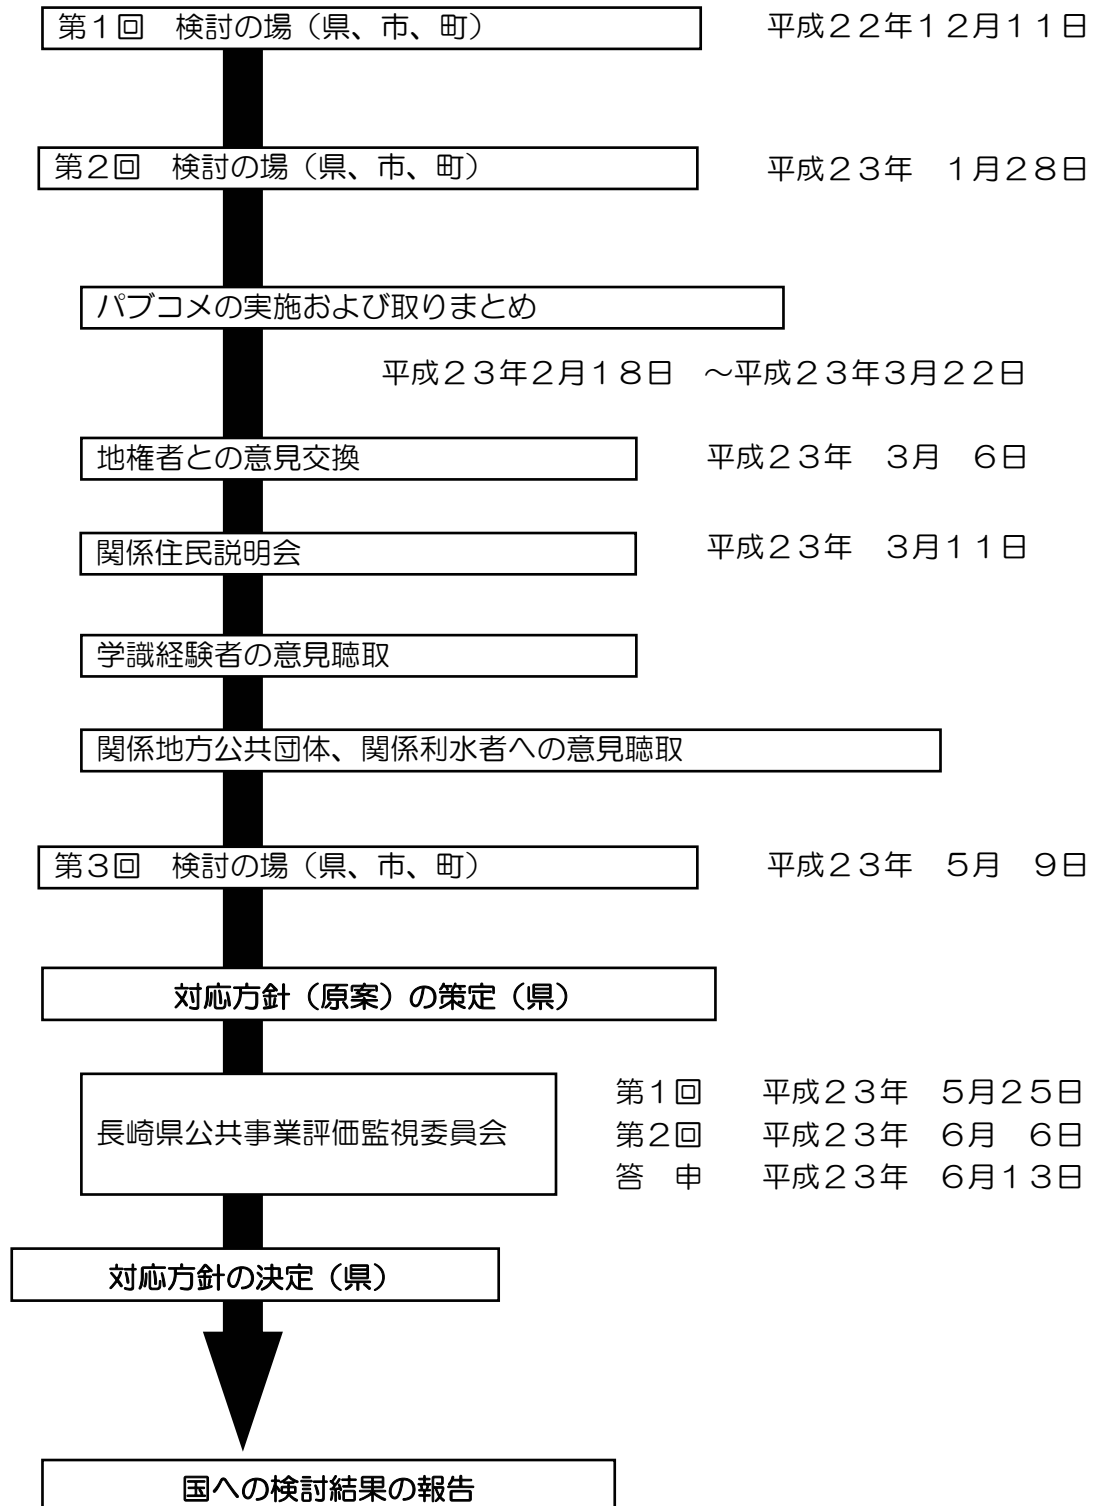 第１回　検討の場（県、市、町）　平成２２年１２月１１日
第２回　検討の場（県、市、町）　平成２３年　１月２８日
パブコメの実施および取りまとめ
平成２３年２月１８日　～平成２３年３月２２日
地権者との意見交換　平成２３年　３月　６日
関係住民説明会　平成２３年　３月１１日
学識経験者の意見聴取
関係地方公共団体、関係利水者への意見聴取
第３回　検討の場（県、市、町）　平成２３年　５月　９日
対応方針（原案）の策定（県）
長崎県公共事業評価監視委員会
第１回　平成２３年　５月２５日
第２回　平成２３年　６月　６日
答　申　平成２３年　６月１３日
対応方針の決定（県）
国への検討結果の報告